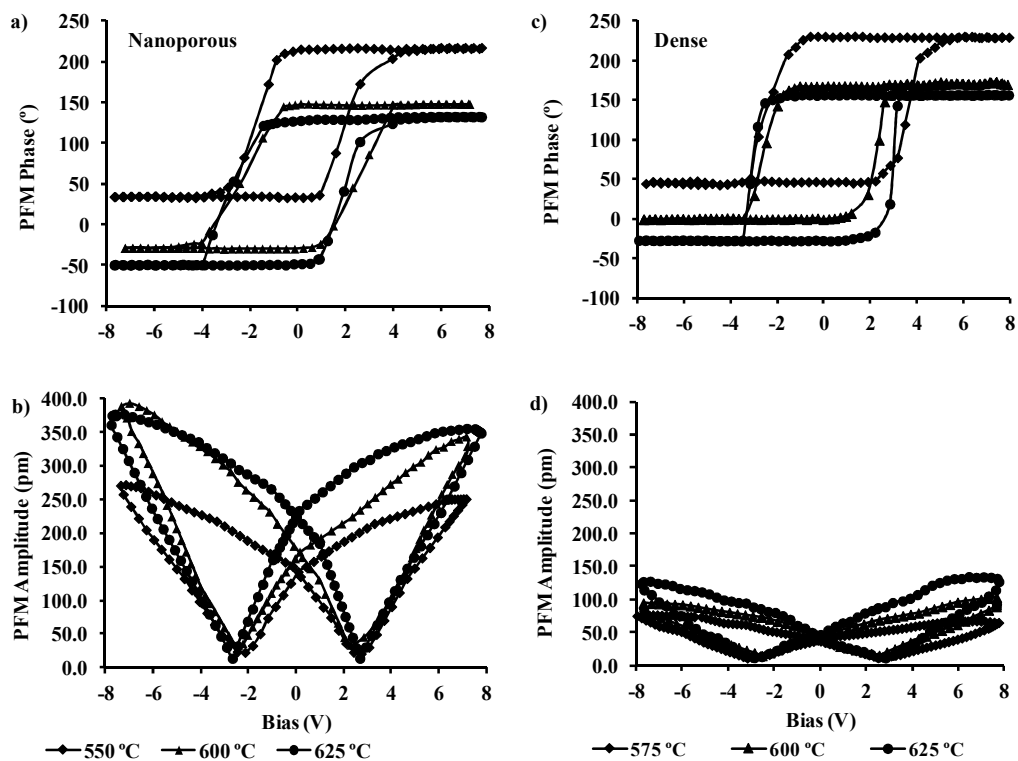 a)
Nanoporous
PFM Phase (º)
250
200
150
100
50
0
-50
-100
-8 -6 -4 -2 0 2 4 6 8
c)
Dense
PFM Phase (º)
250
200
150
100
50
0
-50
-100
-8 -6 -4 -2 0 2 4 6 8
b)
PFM Amplitude (pm)
400.0
350.0
300.0
250.0
200.0
150.0
100.0
50.0
0.0
-8 -6 -4 -2 0 2 4 6 8
Bias (V)
550 ºC 600 ºC 625 ºC
d)
PFM Amplitude (pm)
400.0
350.0
300.0
250.0
200.0
150.0
100.0
50.0
0.0
-8 -6 -4 -2 0 2 4 6 8
Bias (V)
575 ºC 600 ºC 625 ºC